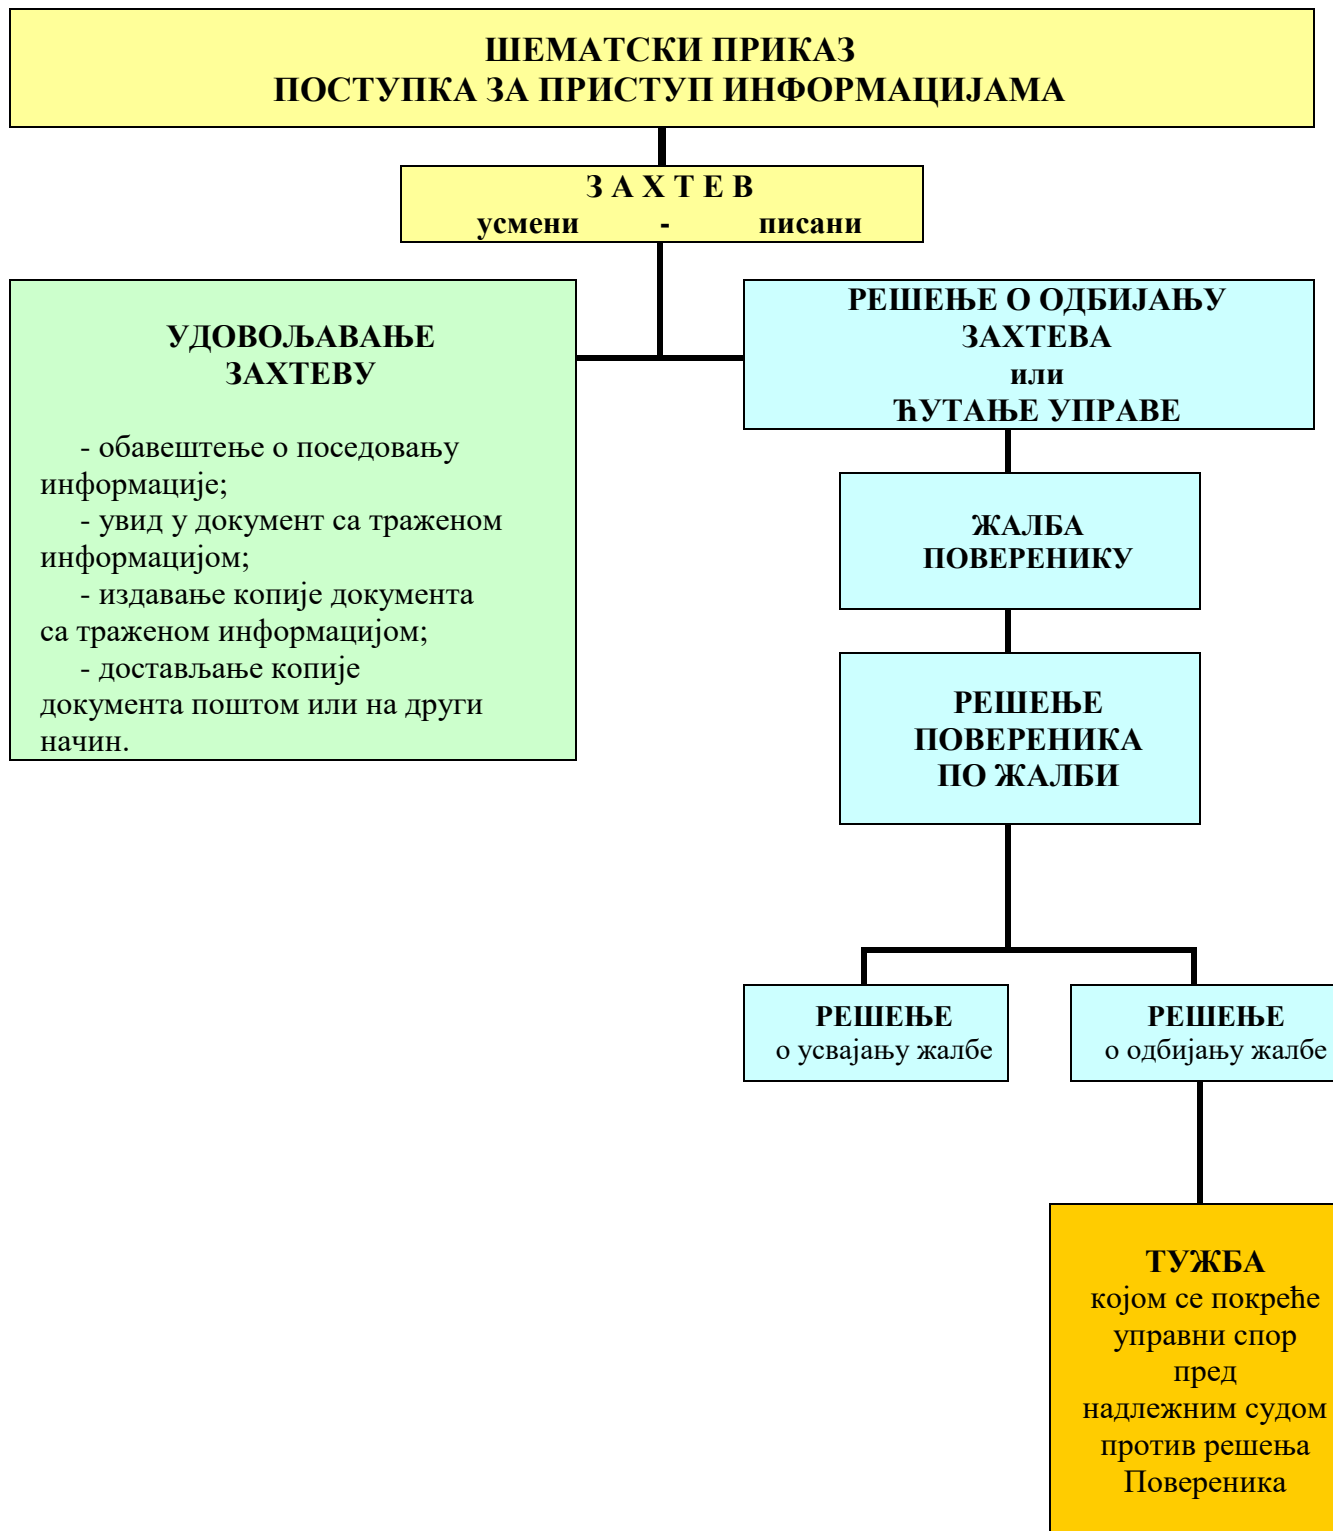 ШЕМАТСКИ ПРИКАЗ
ПОСТУПКА ЗА ПРИСТУП ИНФОРМАЦИЈАМА
З А Х Т Е В
усмени - писани
УДОВОЉАВАЊЕ
ЗАХТЕВУ
- обавештење о поседовању
информације;
- увид у документ са траженом
информацијом;
- издавање копије документа
са траженом информацијом;
- достављање копије
документа поштом или на други
начин.
РЕШЕЊЕ О ОДБИЈАЊУ
ЗАХТЕВА
или
ЋУТАЊЕ УПРАВЕ
ЖАЛБА
ПОВЕРЕНИКУ
РЕШЕЊЕ
ПОВЕРЕНИКА
ПО ЖАЛБИ
РЕШЕЊЕ
о усвајању жалбе
РЕШЕЊЕ
о одбијању жалбе
ТУЖБА
којом се покреће
управни спор
пред
надлежним судом
против решења
Повереника